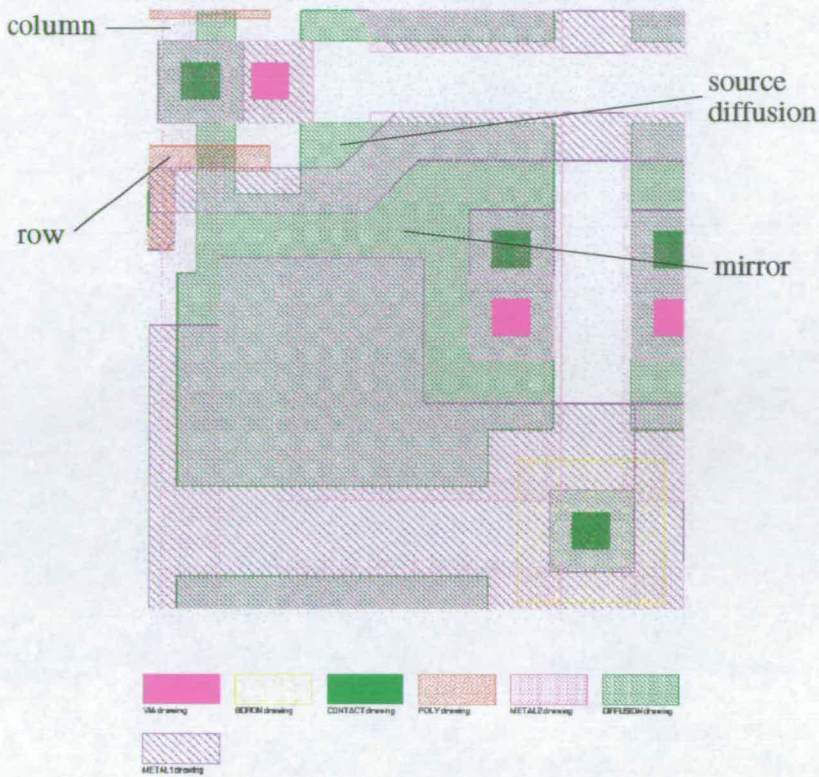 column
source
diffusion
row
mirror
VIA drawing
BORON drawing
CONTACT drawing
POLY drawing
METAL2 drawing
DIFFUSION drawing
METAL1 drawing